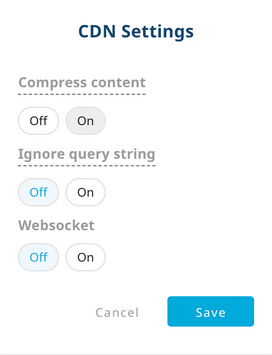 CDN Settings
Compress content
Off On
Ignore query string
Off On
Websocket
Off On
Cancel Save